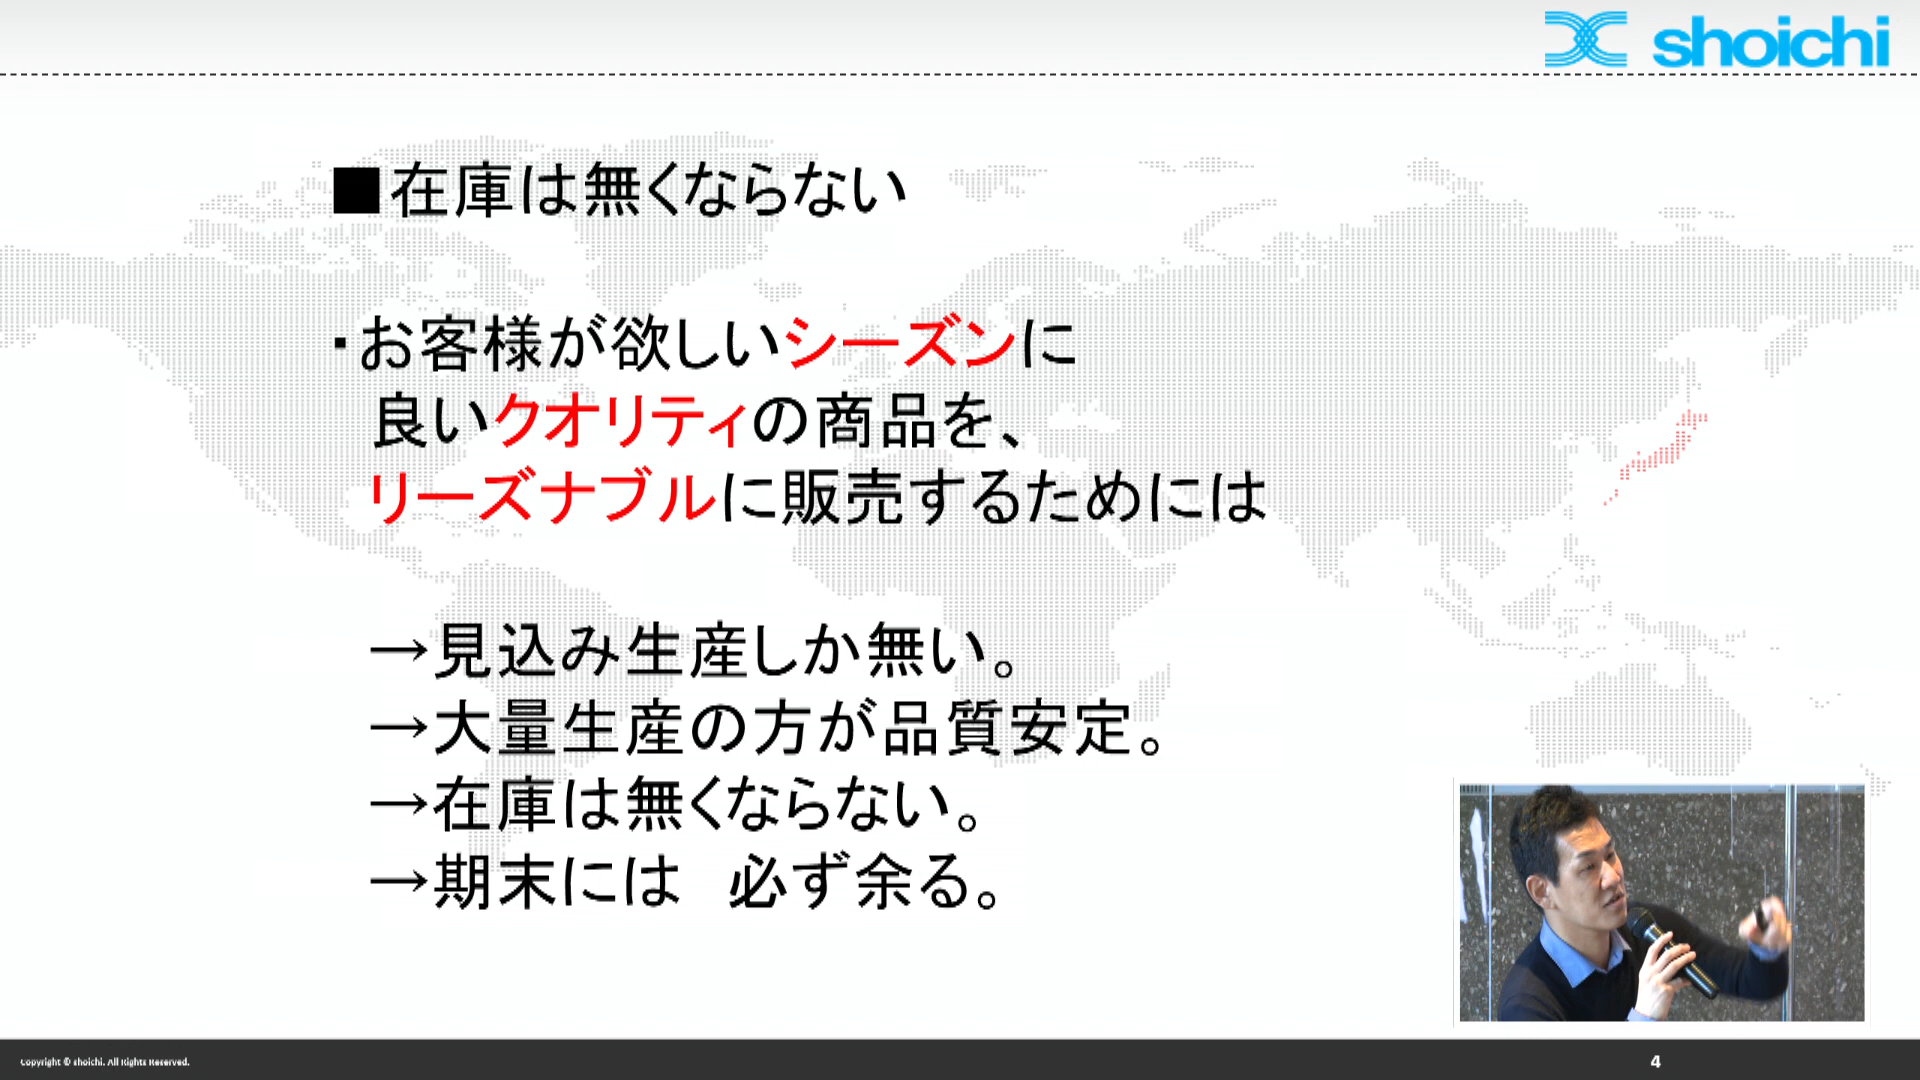 shoichi
■在庫は無くならない
・お客様が欲しいシーズンに
良いクオリティの商品を、
リーズナブルに販売するためには
→見込み生産しか無い。
→大量生産の方が品質安定。
→在庫は無くならない。
→期末には　必ず余る。
Copyright © shoichi. All Rights Reserved.
4